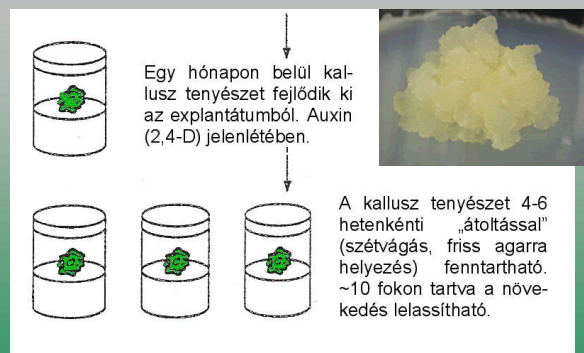 Egy hónapon belül kal-
lusz tenyészet fejlődik ki
az explantátumból. Auxin
(2,4-D) jelenlétében.
A kallusz tenyészet 4-6
hetenkénti „átoltással”
(szétvágás, friss agarra
helyezés) fenntartható.
~10 fokon tartva a növe-
kedés lelassítható.